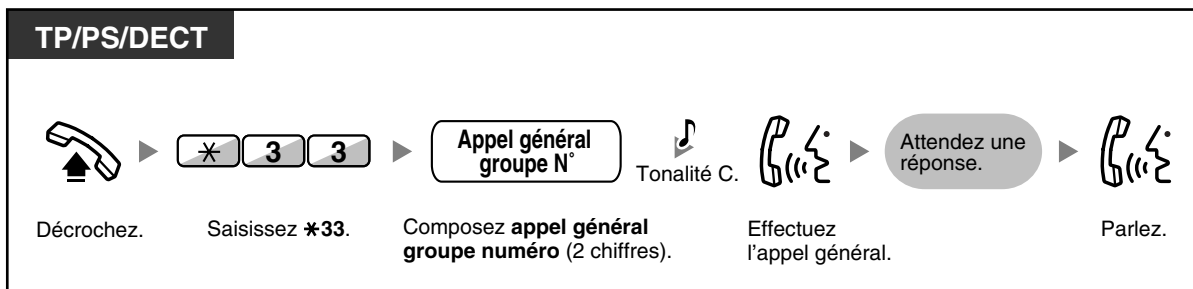 TP/PS/DECT
✳ 3 3
Appel général
groupe N°
Tonalité C.
Attendez une
réponse.
Décrochez.
Saisissez ✳33.
Composez appel général
groupe numéro (2 chiffres).
Effectuez
l'appel général.
Parlez.